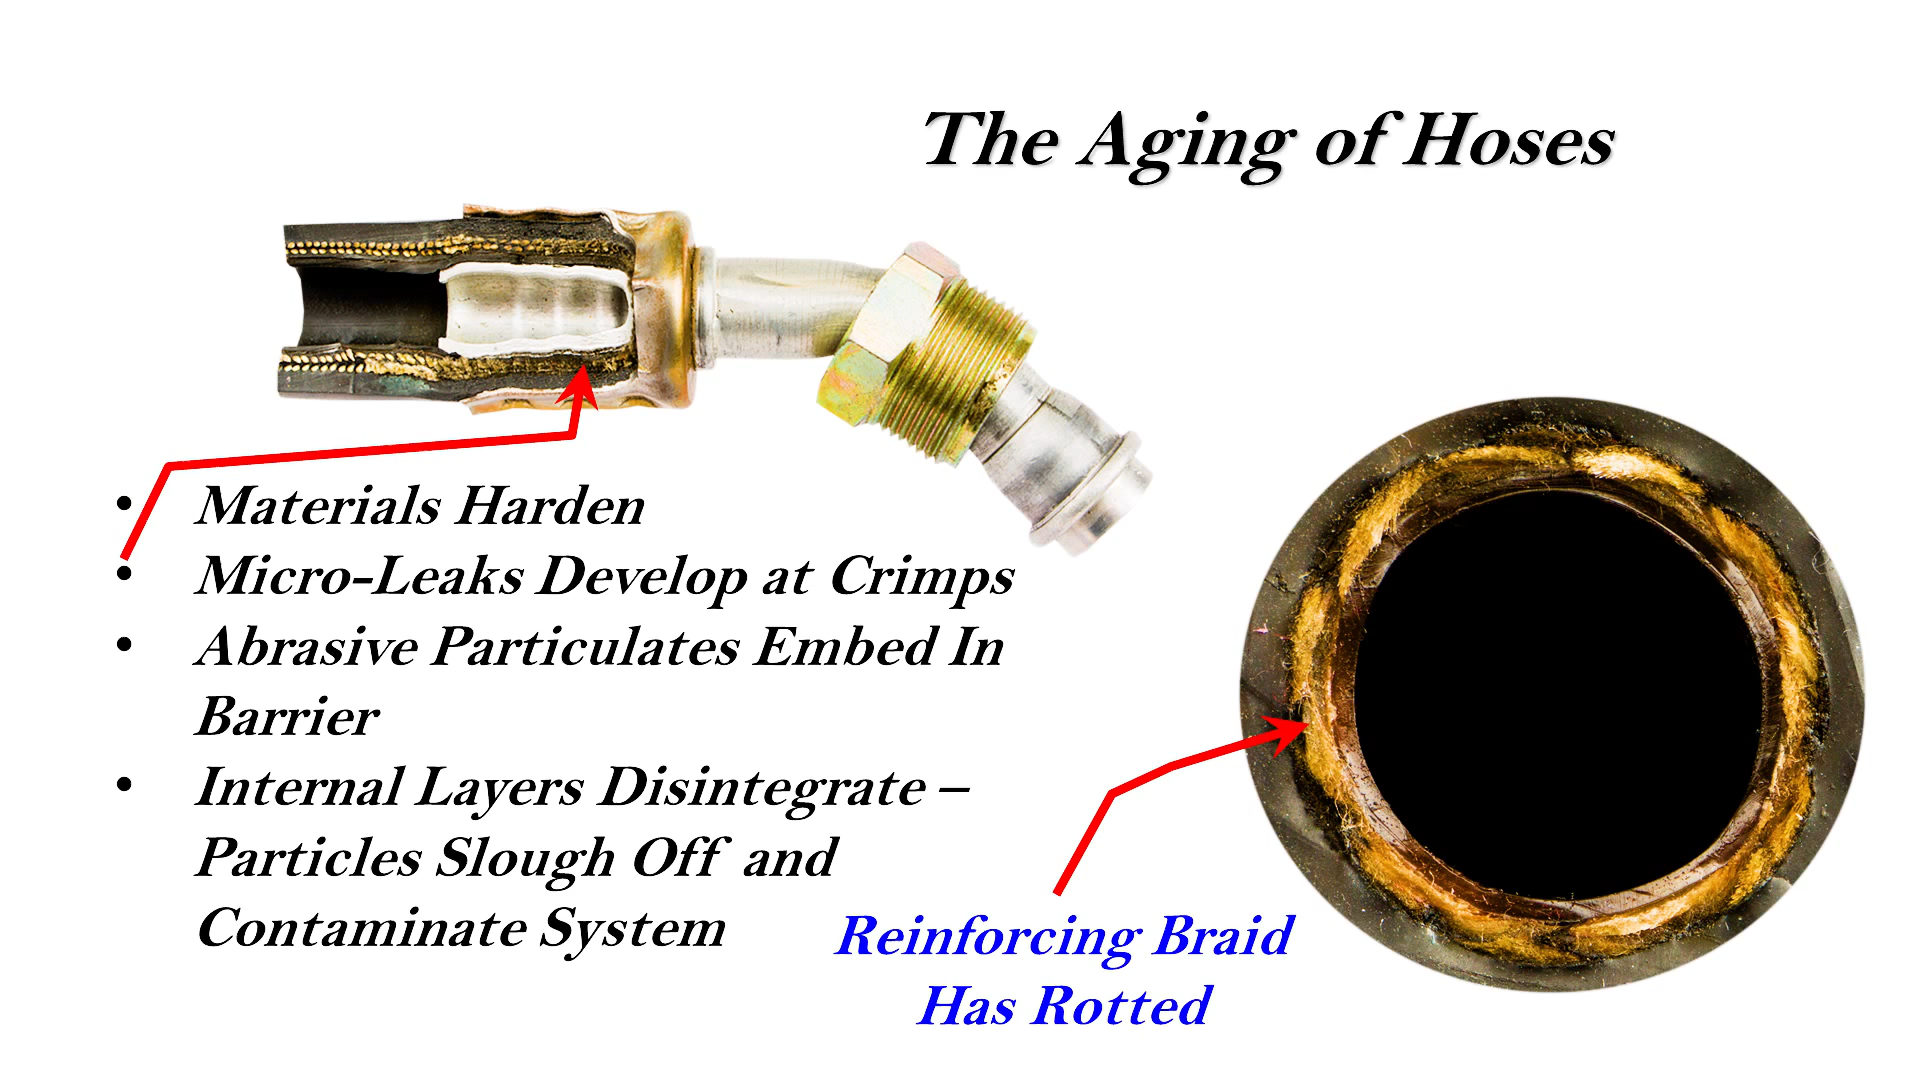 The Aging of Hoses
• Materials Harden
• Micro-Leaks Develop at Crimps
• Abrasive Particulates Embed In
Barrier
• Internal Layers Disintegrate –
Particles Slough Off and
Contaminate System
Reinforcing Braid
Has Rotted